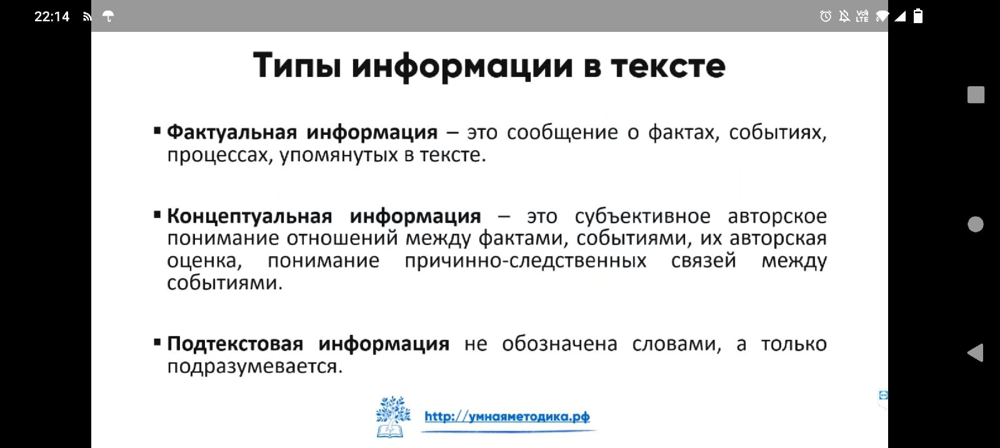 22:14
VoLTE
Типы информации в тексте
▪ Фактуальная информация – это сообщение о фактах, событиях,
процессах, упомянутых в тексте.
▪ Концептуальная информация – это субъективное авторское
понимание отношений между фактами, событиями, их авторская
оценка, понимание причинно-следственных связей между
событиями.
▪ Подтекстовая информация не обозначена словами, а только
подразумевается.
http://умнаяметодика.рф